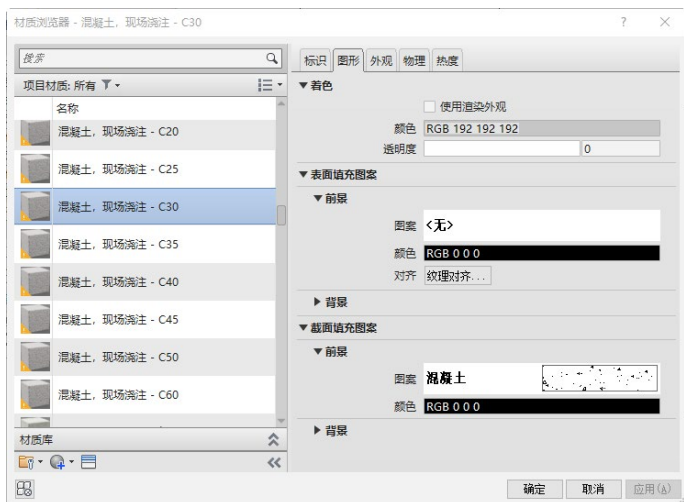 材质浏览器 - 混凝土，现场浇注 - C30
搜索
项目材质: 所有
名称
混凝土，现场浇注 - C20
混凝土，现场浇注 - C25
混凝土，现场浇注 - C30
混凝土，现场浇注 - C35
混凝土，现场浇注 - C40
混凝土，现场浇注 - C45
混凝土，现场浇注 - C50
混凝土，现场浇注 - C60
材质库
标识 图形 外观 物理 热度
▼着色
使用渲染外观
颜色 RGB 192 192 192
透明度 0
▼表面填充图案
▼前景
图案 <无>
颜色 RGB 0 0 0
对齐 纹理对齐...
▶ 背景
▼截面填充图案
▼前景
图案 混凝土
颜色 RGB 0 0 0
▶ 背景
确定 取消 应用(A)